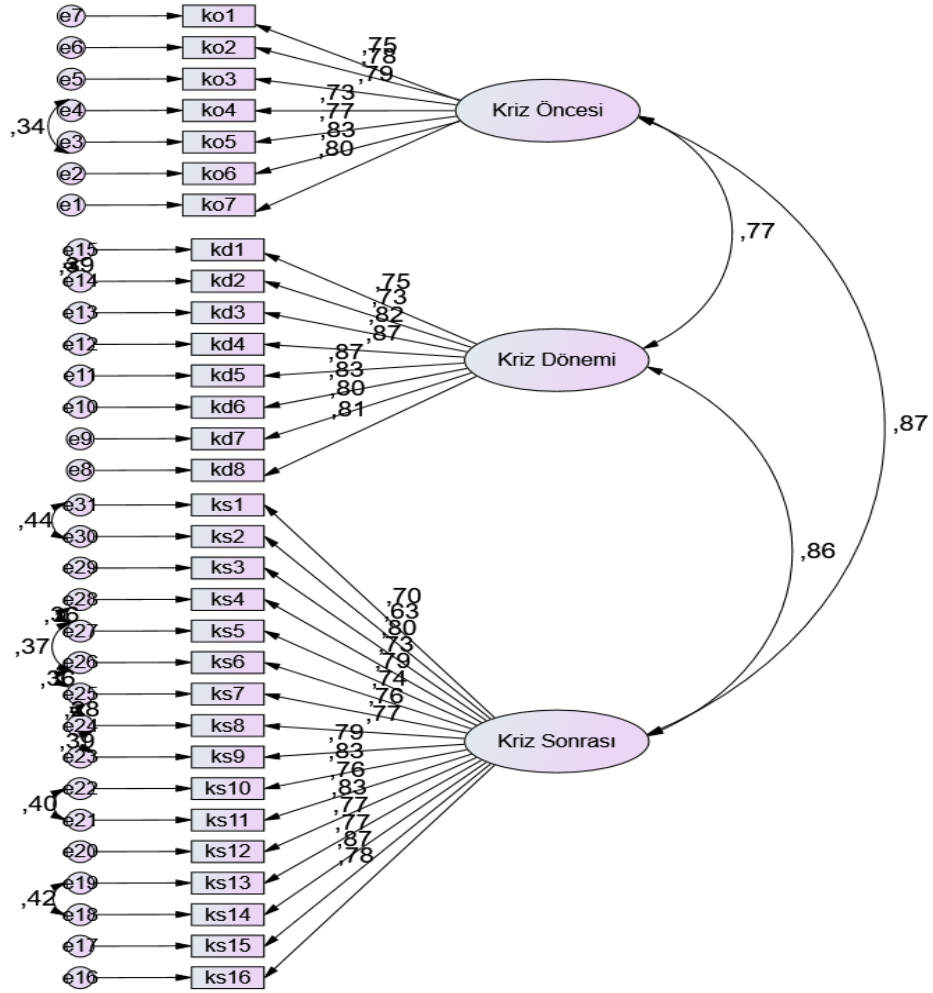 e7 ko1
e6 ko2
e5 ko3
e4 ko4
e3 ko5
e2 ko6
e1 ko7
,34
,75
,78
,79
,73
,77
,83
,80
Kriz Öncesi
,77
,87
e15 kd1
,39
e14 kd2
e13 kd3
e12 kd4
e11 kd5
e10 kd6
e9 kd7
e8 kd8
,75
,73
,82
,87
,87
,83
,80
,81
Kriz Dönemi
,86
e31 ks1
,44
e30 ks2
e29 ks3
e28 ks4
e27 ks5
,37
e26 ks6
,36
e25 ks7
e24 ks8
,39
e23 ks9
e22 ks10
,40
e21 ks11
e20 ks12
e19 ks13
,42
e18 ks14
e17 ks15
e16 ks16
,70
,63
,80
,73
,79
,74
,76
,77
,79
,83
,76
,83
,77
,77
,87
,78
Kriz Sonrası